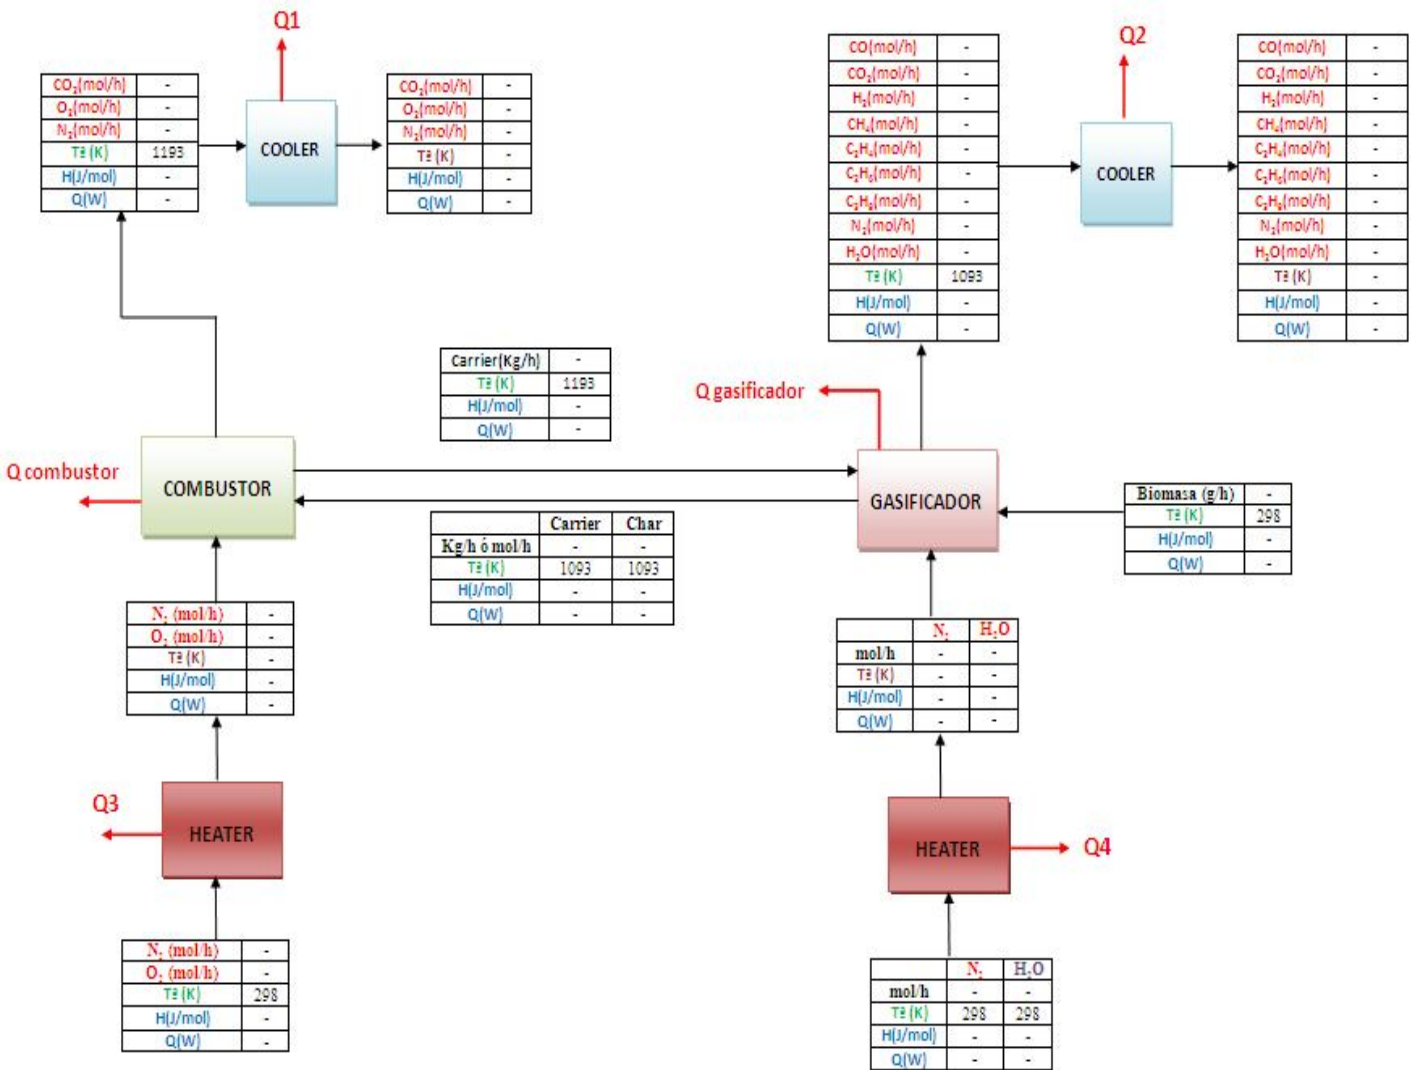 Q1
CO₂(mol/h) -
O₂(mol/h) -
N₂(mol/h) -
Tª (K) 1193
H(J/mol) -
Q(W) -
COOLER
CO₂(mol/h) -
O₂(mol/h) -
N₂(mol/h) -
Tª (K) -
H(J/mol) -
Q(W) -
CO(mol/h) -
CO₂(mol/h) -
H₂(mol/h) -
CH₄(mol/h) -
C₂H₄(mol/h) -
C₂H₆(mol/h) -
C₃H₈(mol/h) -
N₂(mol/h) -
H₂O(mol/h) -
Tª (K) 1093
H(J/mol) -
Q(W) -
Q2
COOLER
CO(mol/h) -
CO₂(mol/h) -
H₂(mol/h) -
CH₄(mol/h) -
C₂H₄(mol/h) -
C₂H₆(mol/h) -
C₃H₈(mol/h) -
N₂(mol/h) -
H₂O(mol/h) -
Tª (K) -
H(J/mol) -
Q(W) -
Carrier(Kg/h) -
Tª (K) 1193
H(J/mol) -
Q(W) -
Q gasificador
Q combustor
COMBUSTOR
GASIFICADOR
Carrier Char
Kg/h ó mol/h - -
Tª (K) 1093 1093
H(J/mol) - -
Q(W) - -
Biomasa (g/h) -
Tª (K) 298
H(J/mol) -
Q(W) -
N₂ (mol/h) -
O₂ (mol/h) -
Tª (K) -
H(J/mol) -
Q(W) -
N₂ H₂O
mol/h - -
Tª (K) - -
H(J/mol) - -
Q(W) - -
Q3
HEATER
HEATER
Q4
N₂ (mol/h) -
O₂ (mol/h) -
Tª (K) 298
H(J/mol) -
Q(W) -
N₂ H₂O
mol/h - -
Tª (K) 298 298
H(J/mol) - -
Q(W) - -